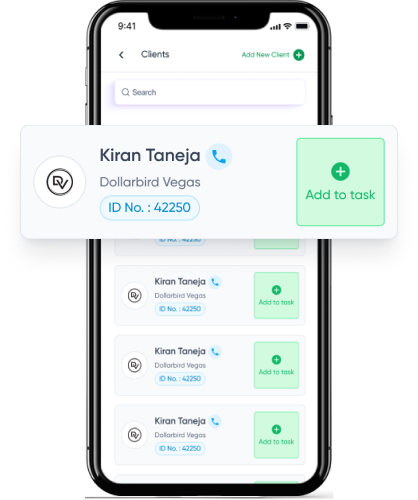 9:41
Clients
Add New Client
Search
Kiran Taneja
Dollarbird Vegas
ID No. : 42250
Add to task
ID No. : 42250
Kiran Taneja
Dollarbird Vegas
ID No. : 42250
Add to task
Kiran Taneja
Dollarbird Vegas
ID No. : 42250
Add to task
Kiran Taneja
Dollarbird Vegas
ID No. : 42250
Add to task